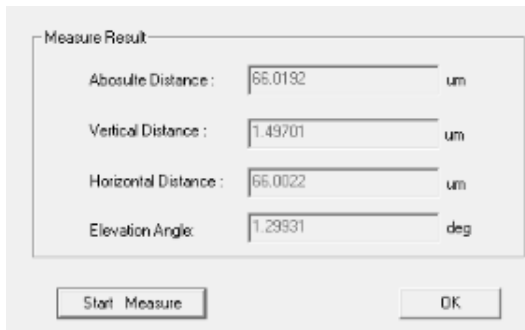 Measure Result
Abosulte Distance : 66.0192 um
Vertical Distance : 1.49701 um
Horizontal Distance : 66.0022 um
Elevation Angle: 1.29931 deg
Start Measure OK